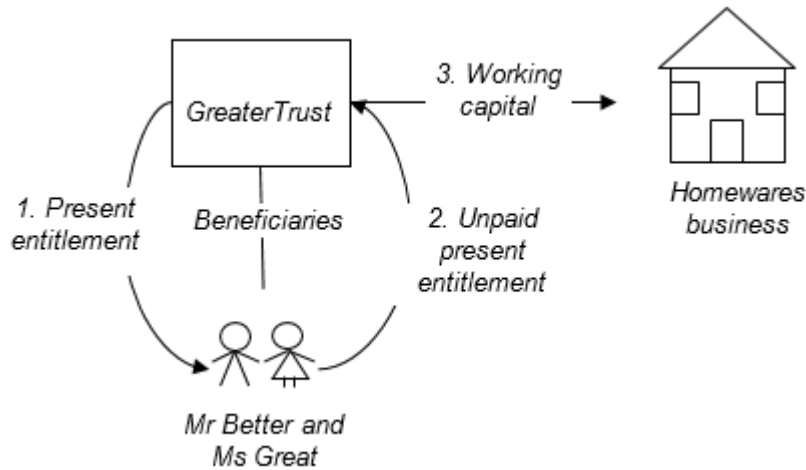 GreaterTrust
3. Working
capital
Homewares
business
1. Present
entitlement
Beneficiaries
2. Unpaid
present
entitlement
Mr Better and
Ms Great